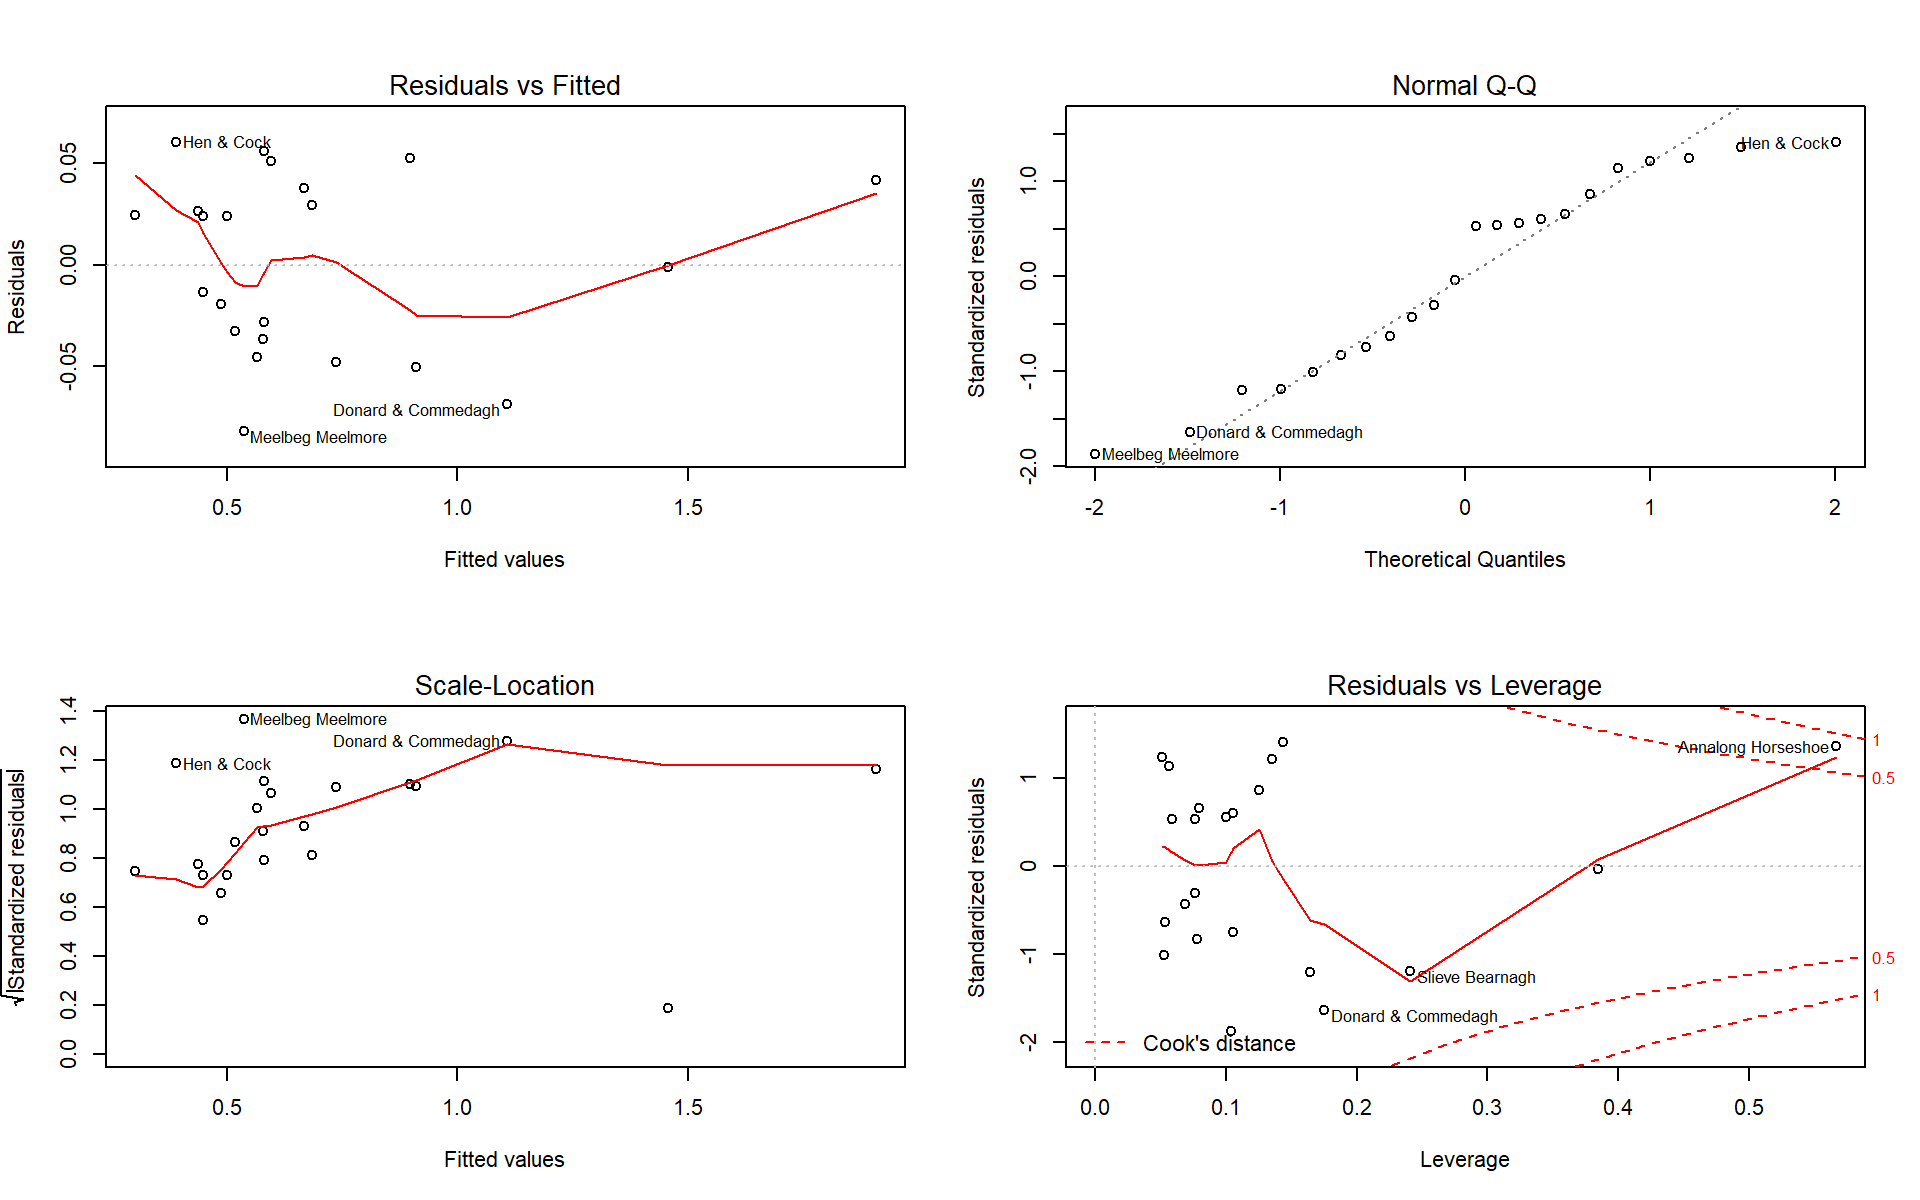 Residuals vs Fitted
Residuals
0.05
0.00
-0.05
Hen & Cock
Donard & Commedagh
Meelbeg Meelmore
0.5
1.0
1.5
Fitted values
Normal Q-Q
Standardized residuals
1.0
0.0
-1.0
-2.0
Hen & Cock
Donard & Commedagh
Meelbeg Meelmore
-2
-1
0
1
2
Theoretical Quantiles
Scale-Location
√|Standardized residuals|
1.4
1.2
1.0
0.8
0.6
0.4
0.2
0.0
Meelbeg Meelmore
Donard & Commedagh
Hen & Cock
0.5
1.0
1.5
Fitted values
Residuals vs Leverage
Standardized residuals
1
0
-1
-2
Annalong Horseshoe
1
0.5
0.5
1
Slieve Bearnagh
Donard & Commedagh
Cook's distance
0.0
0.1
0.2
0.3
0.4
0.5
Leverage